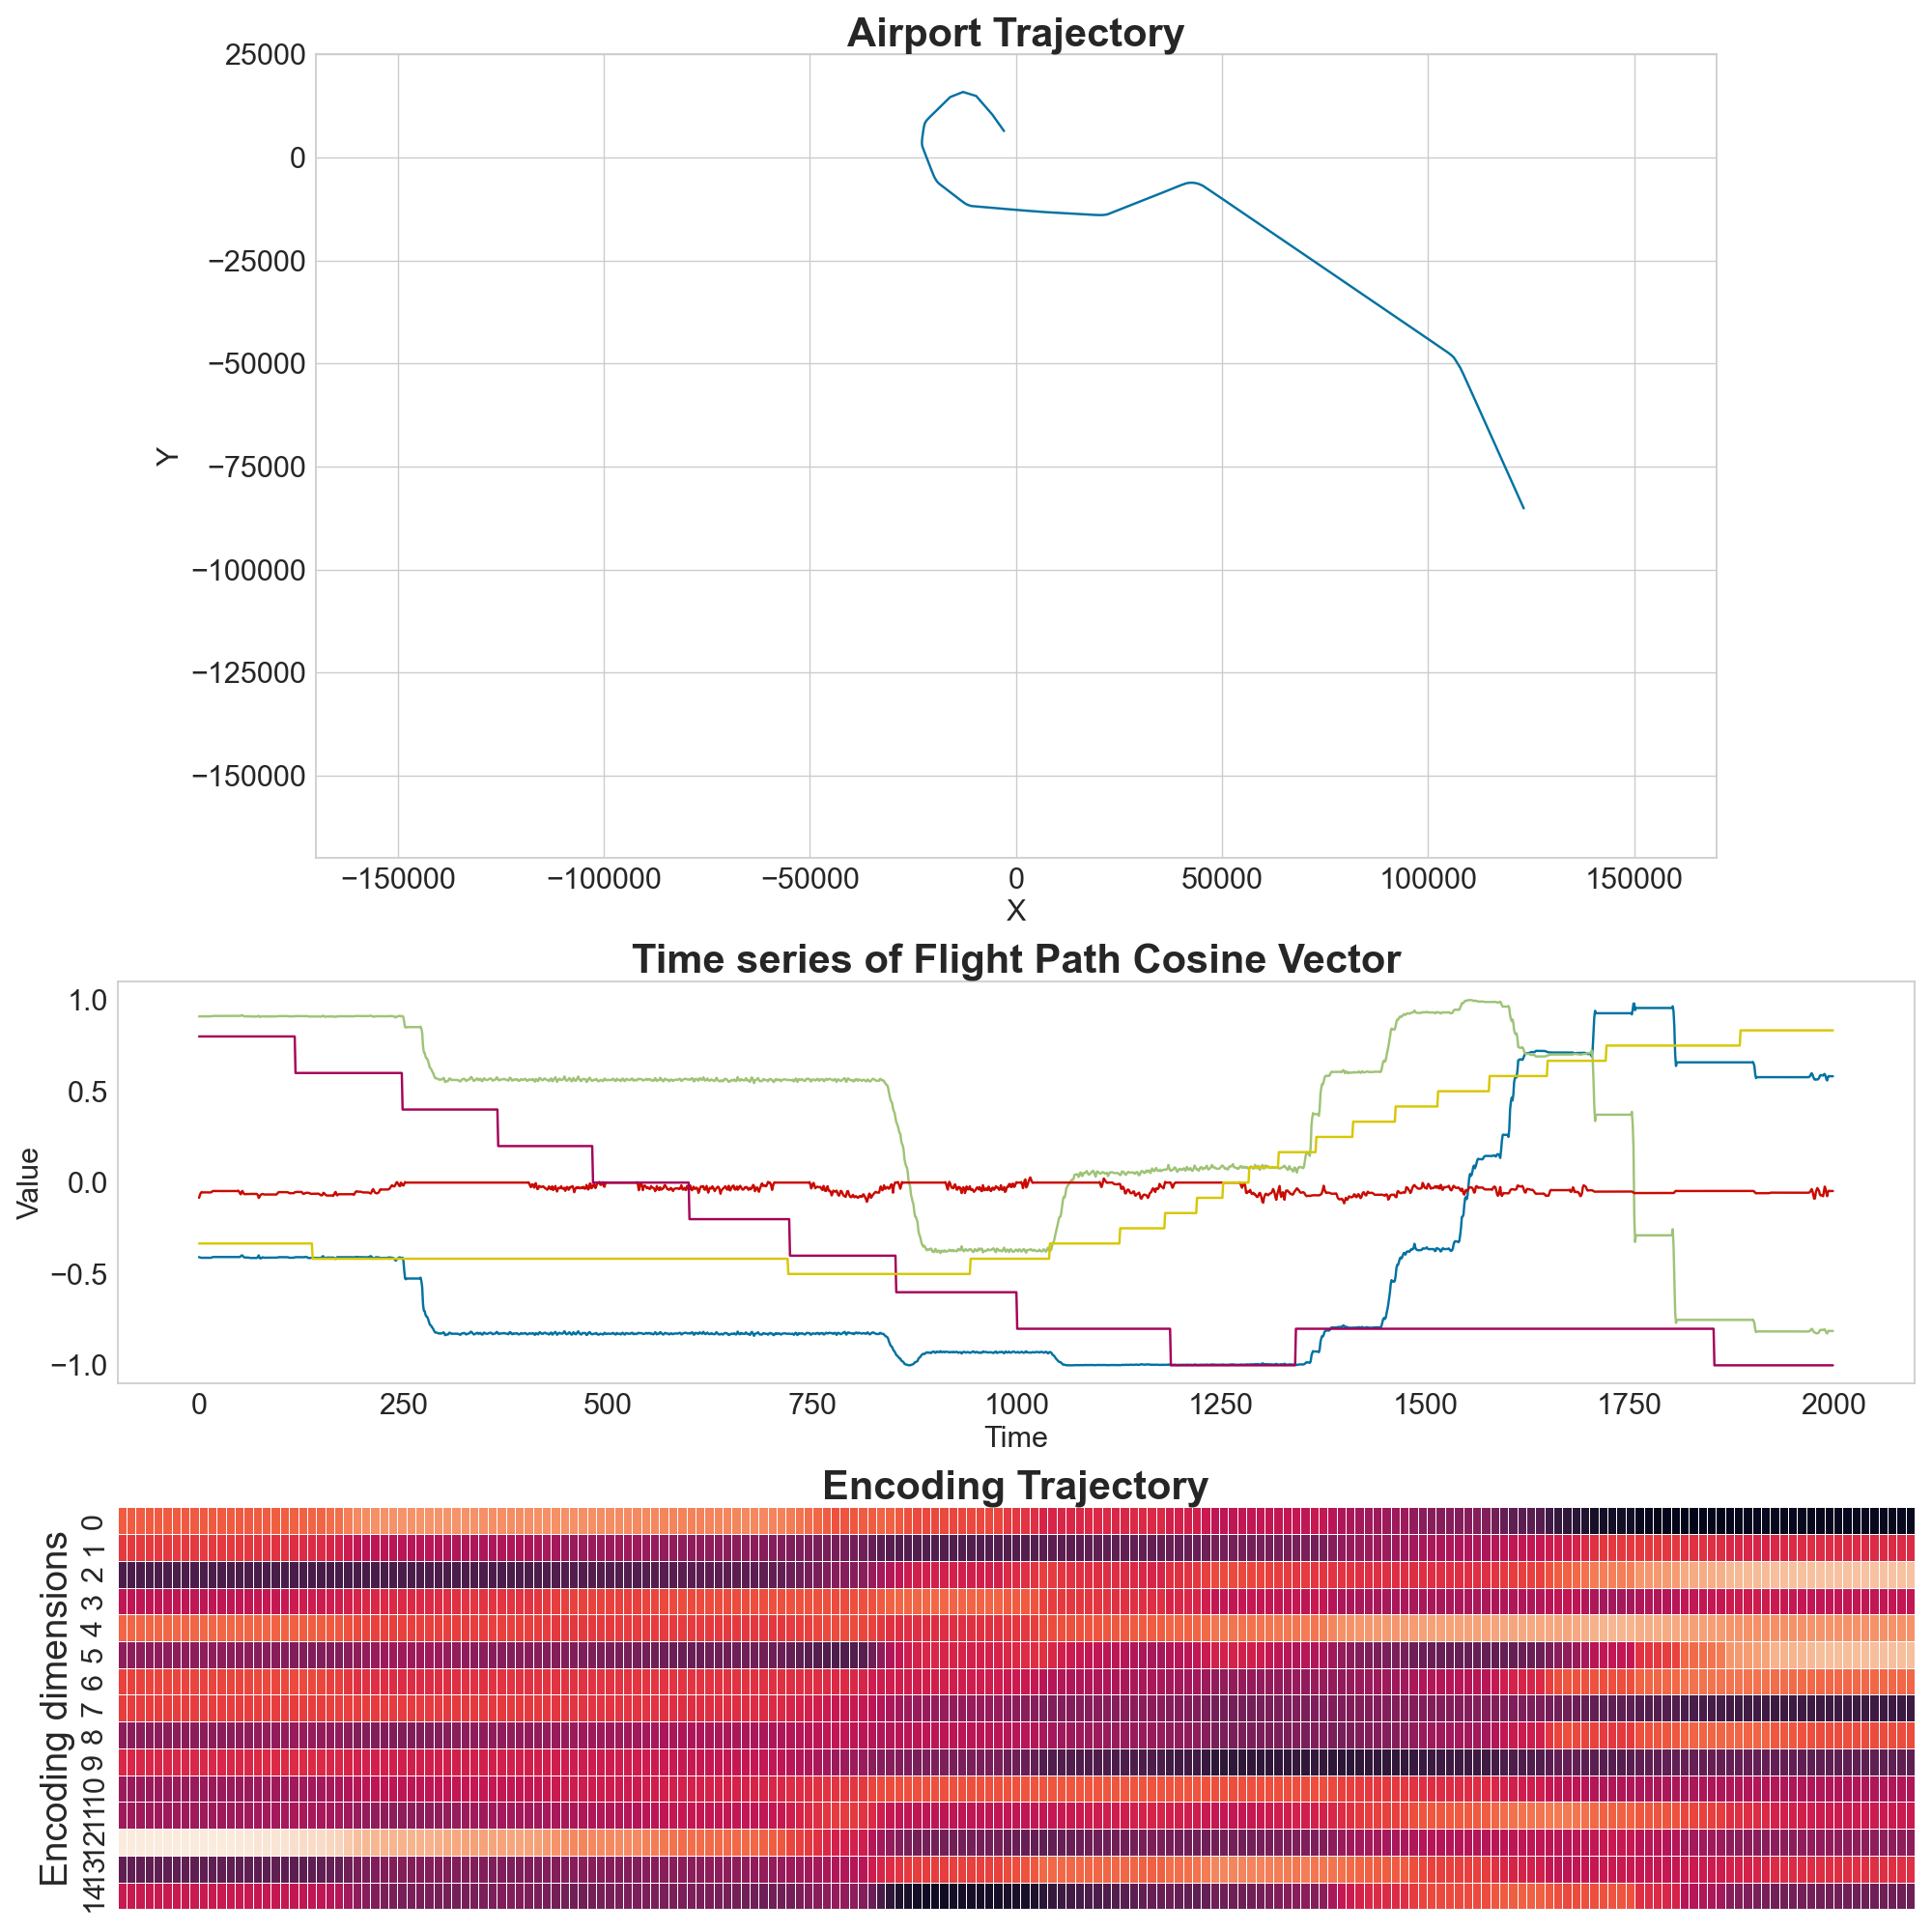 Airport Trajectory
25000
0
−25000
−50000
−75000
−100000
−125000
−150000
Y
−150000 −100000 −50000 0 50000 100000 150000
X
Time series of Flight Path Cosine Vector
1.0
0.5
0.0
−0.5
−1.0
Value
0 250 500 750 1000 1250 1500 1750 2000
Time
Encoding Trajectory
Encoding dimensions
0
1
2
3
4
5
6
7
8
9
10
11
12
13
14